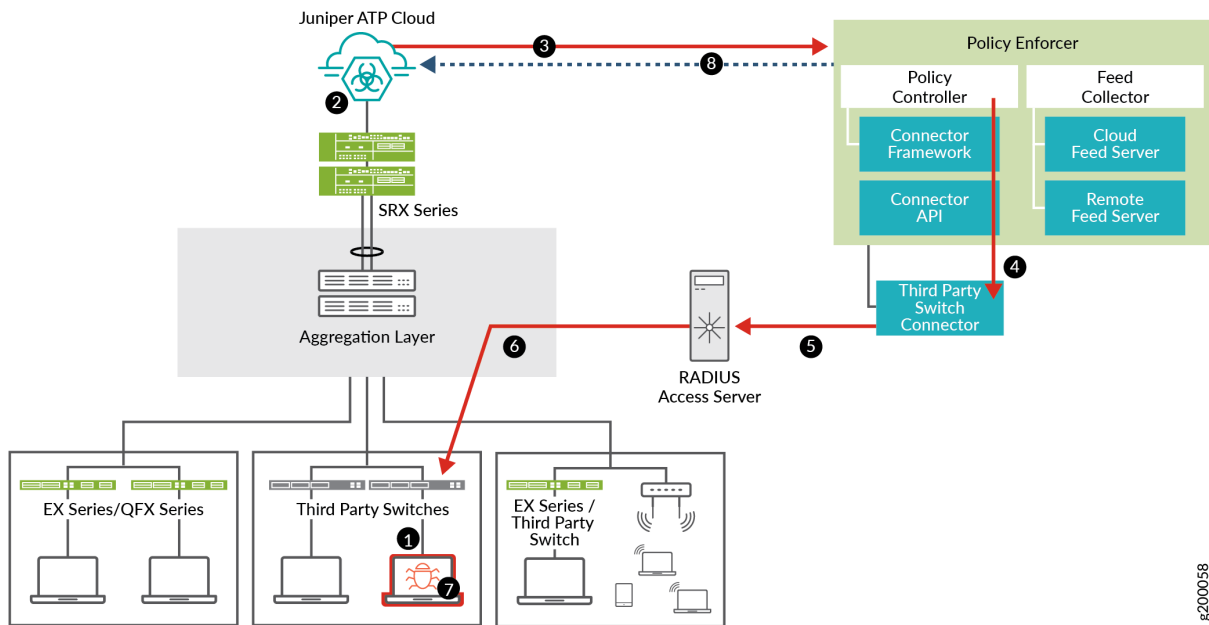 Juniper ATP Cloud
3
8
2
SRX Series
Policy Enforcer
Policy
Controller
Feed
Collector
Connector
Framework
Cloud
Feed Server
Connector
API
Remote
Feed Server
4
Third Party
Switch
Connector
5
RADIUS
Access Server
6
Aggregation Layer
EX Series/QFX Series
Third Party Switches
1
7
EX Series /
Third Party
Switch
g200058